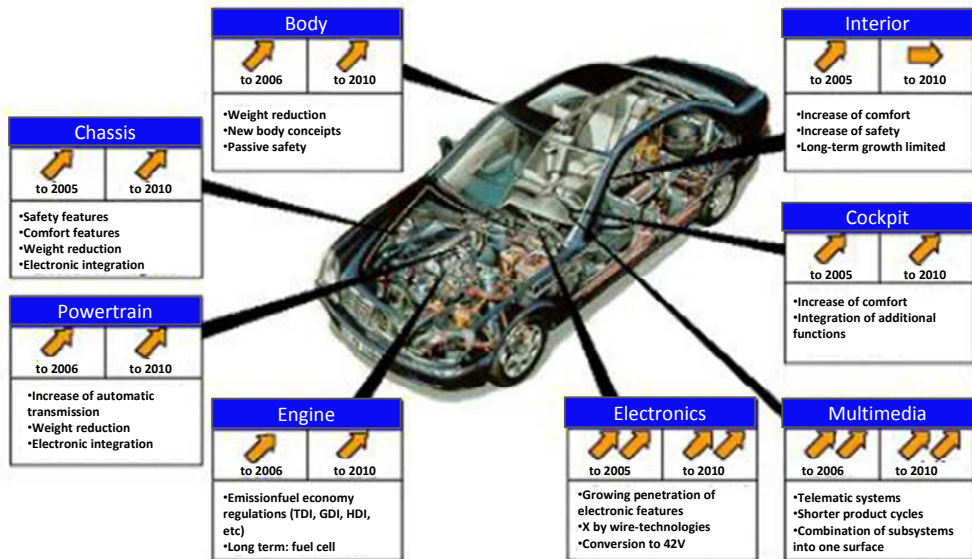 Body
to 2006 to 2010
•Weight reduction
•New body conceipts
•Passive safety
Interior
to 2005 to 2010
•Increase of comfort
•Increase of safety
•Long-term growth limited
Chassis
to 2005 to 2010
•Safety features
•Comfort features
•Weight reduction
•Electronic integration
Cockpit
to 2005 to 2010
•Increase of comfort
•Integration of additional
functions
Powertrain
to 2006 to 2010
•Increase of automatic
transmission
•Weight reduction
•Electronic integration
Engine
to 2006 to 2010
•Emissionfuel economy
regulations (TDI, GDI, HDI,
etc)
•Long term: fuel cell
Electronics
to 2005 to 2010
•Growing penetration of
electronic features
•X by wire-technologies
•Conversion to 42V
Multimedia
to 2006 to 2010
•Telematic systems
•Shorter product cycles
•Combination of subsystems
into one surface